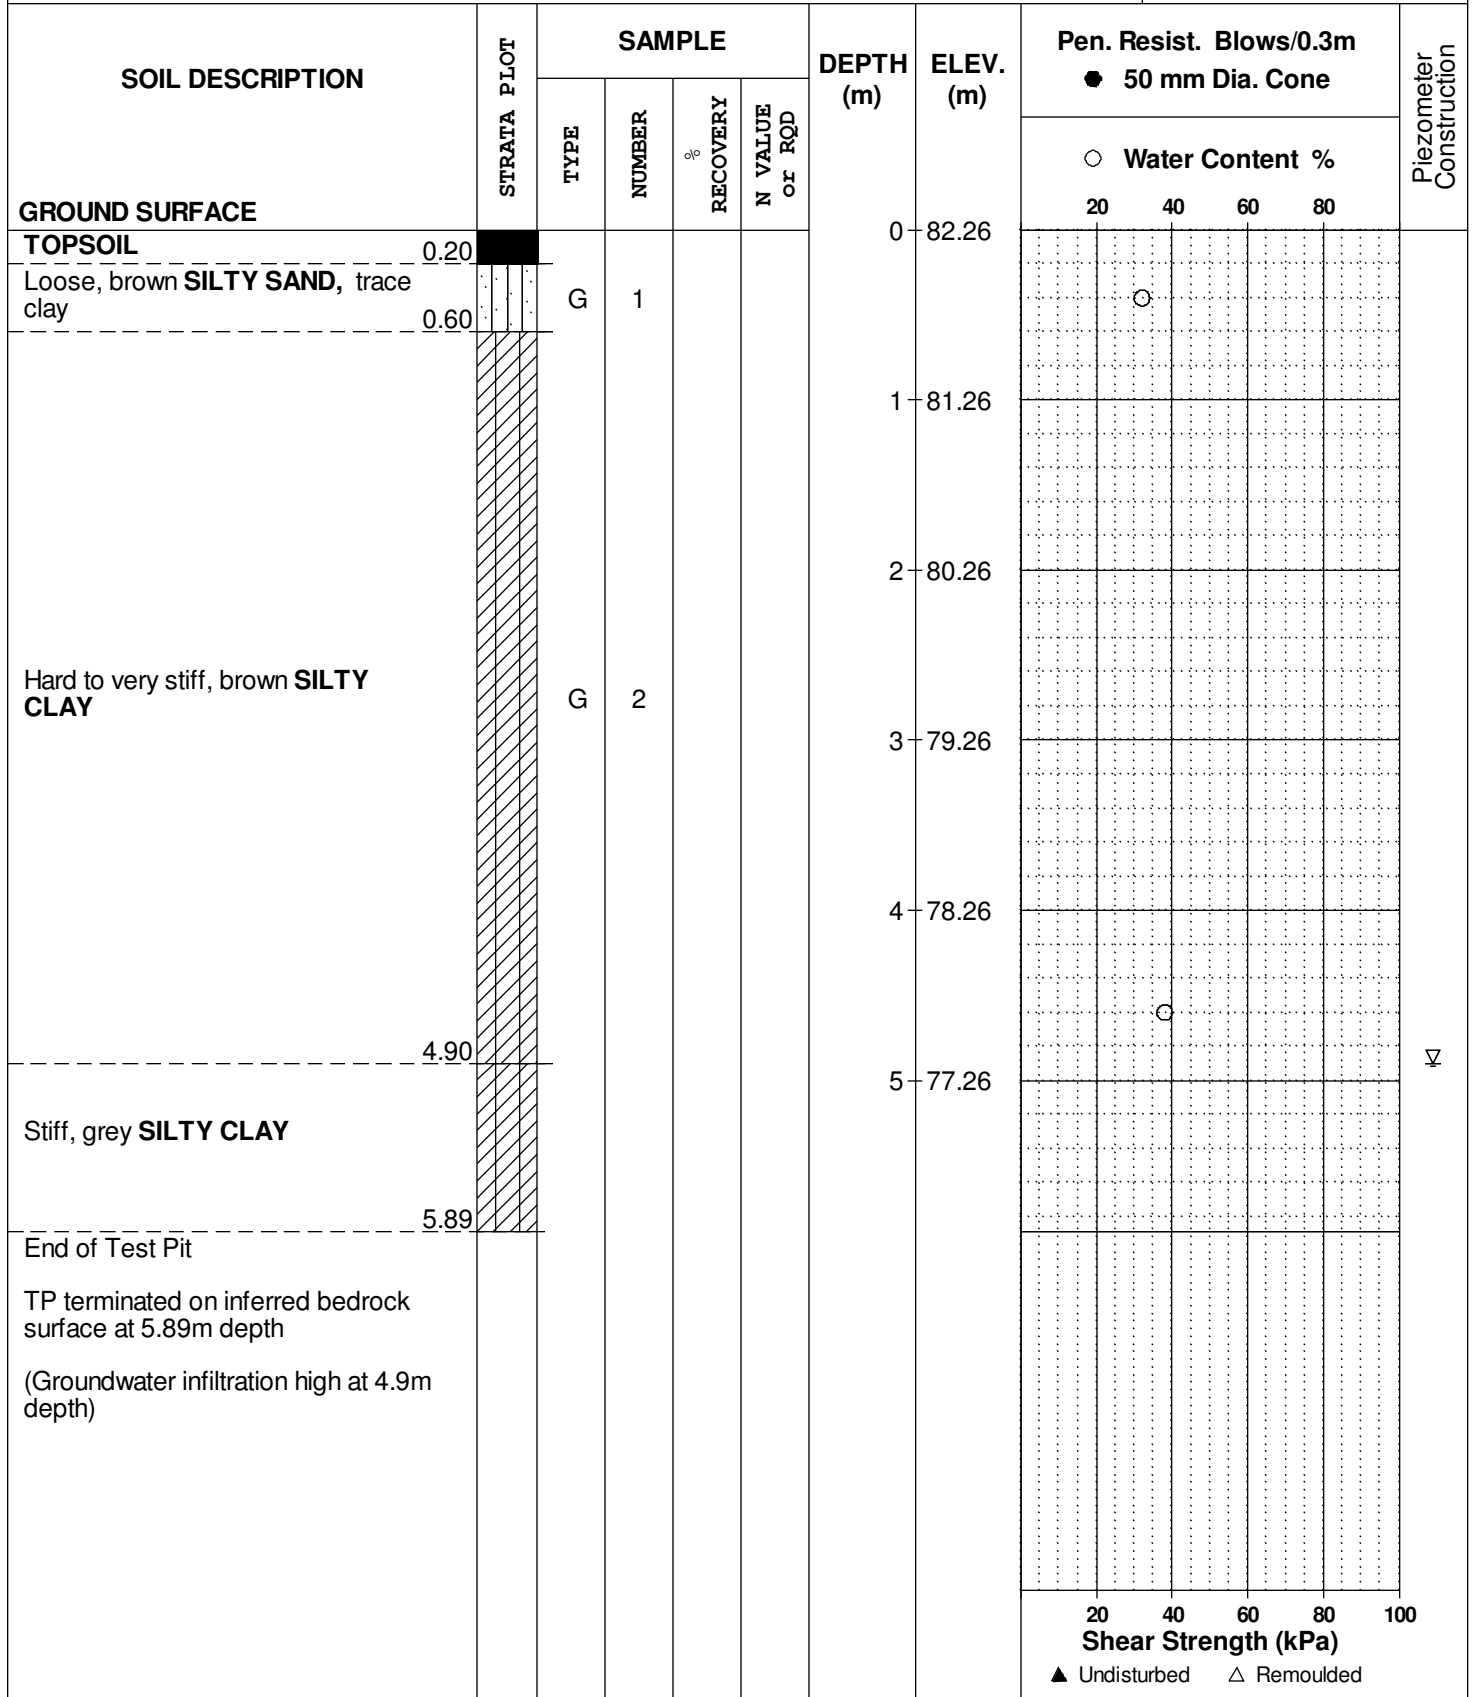 SOIL DESCRIPTION
STRATA PLOT
SAMPLE
TYPE
NUMBER
% RECOVERY
N VALUE or RQD
DEPTH (m)
ELEV. (m)
Pen. Resist. Blows/0.3m
● 50 mm Dia. Cone
○ Water Content %
20 40 60 80
Piezometer Construction
GROUND SURFACE
0 82.26
TOPSOIL 0.20
Loose, brown SILTY SAND, trace
clay
0.60
G 1
1 81.26
2 80.26
Hard to very stiff, brown SILTY
CLAY
G 2
3 79.26
4 78.26
4.90
5 77.26
Stiff, grey SILTY CLAY
5.89
End of Test Pit
TP terminated on inferred bedrock
surface at 5.89m depth
(Groundwater infiltration high at 4.9m
depth)
20 40 60 80 100
Shear Strength (kPa)
▲ Undisturbed △ Remoulded